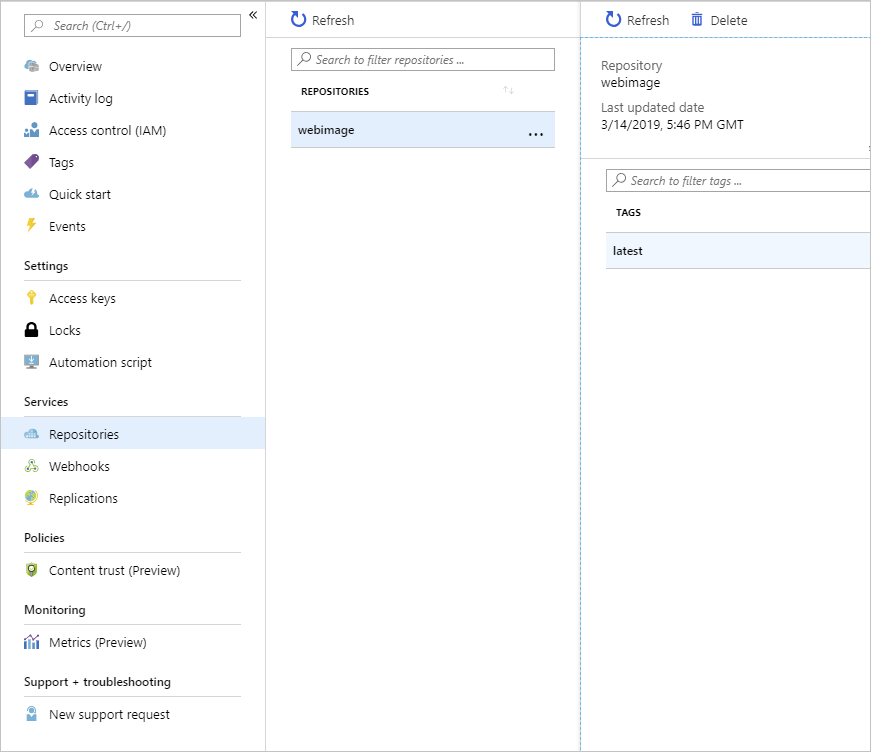 Search (Ctrl+/)
«
Overview
Activity log
Access control (IAM)
Tags
Quick start
Events
Settings
Access keys
Locks
Automation script
Services
Repositories
Webhooks
Replications
Policies
Content trust (Preview)
Monitoring
Metrics (Preview)
Support + troubleshooting
New support request
Refresh
Search to filter repositories ...
REPOSITORIES
webimage
...
Refresh Delete
Repository
webimage
Last updated date
3/14/2019, 5:46 PM GMT
Search to filter tags ...
TAGS
latest